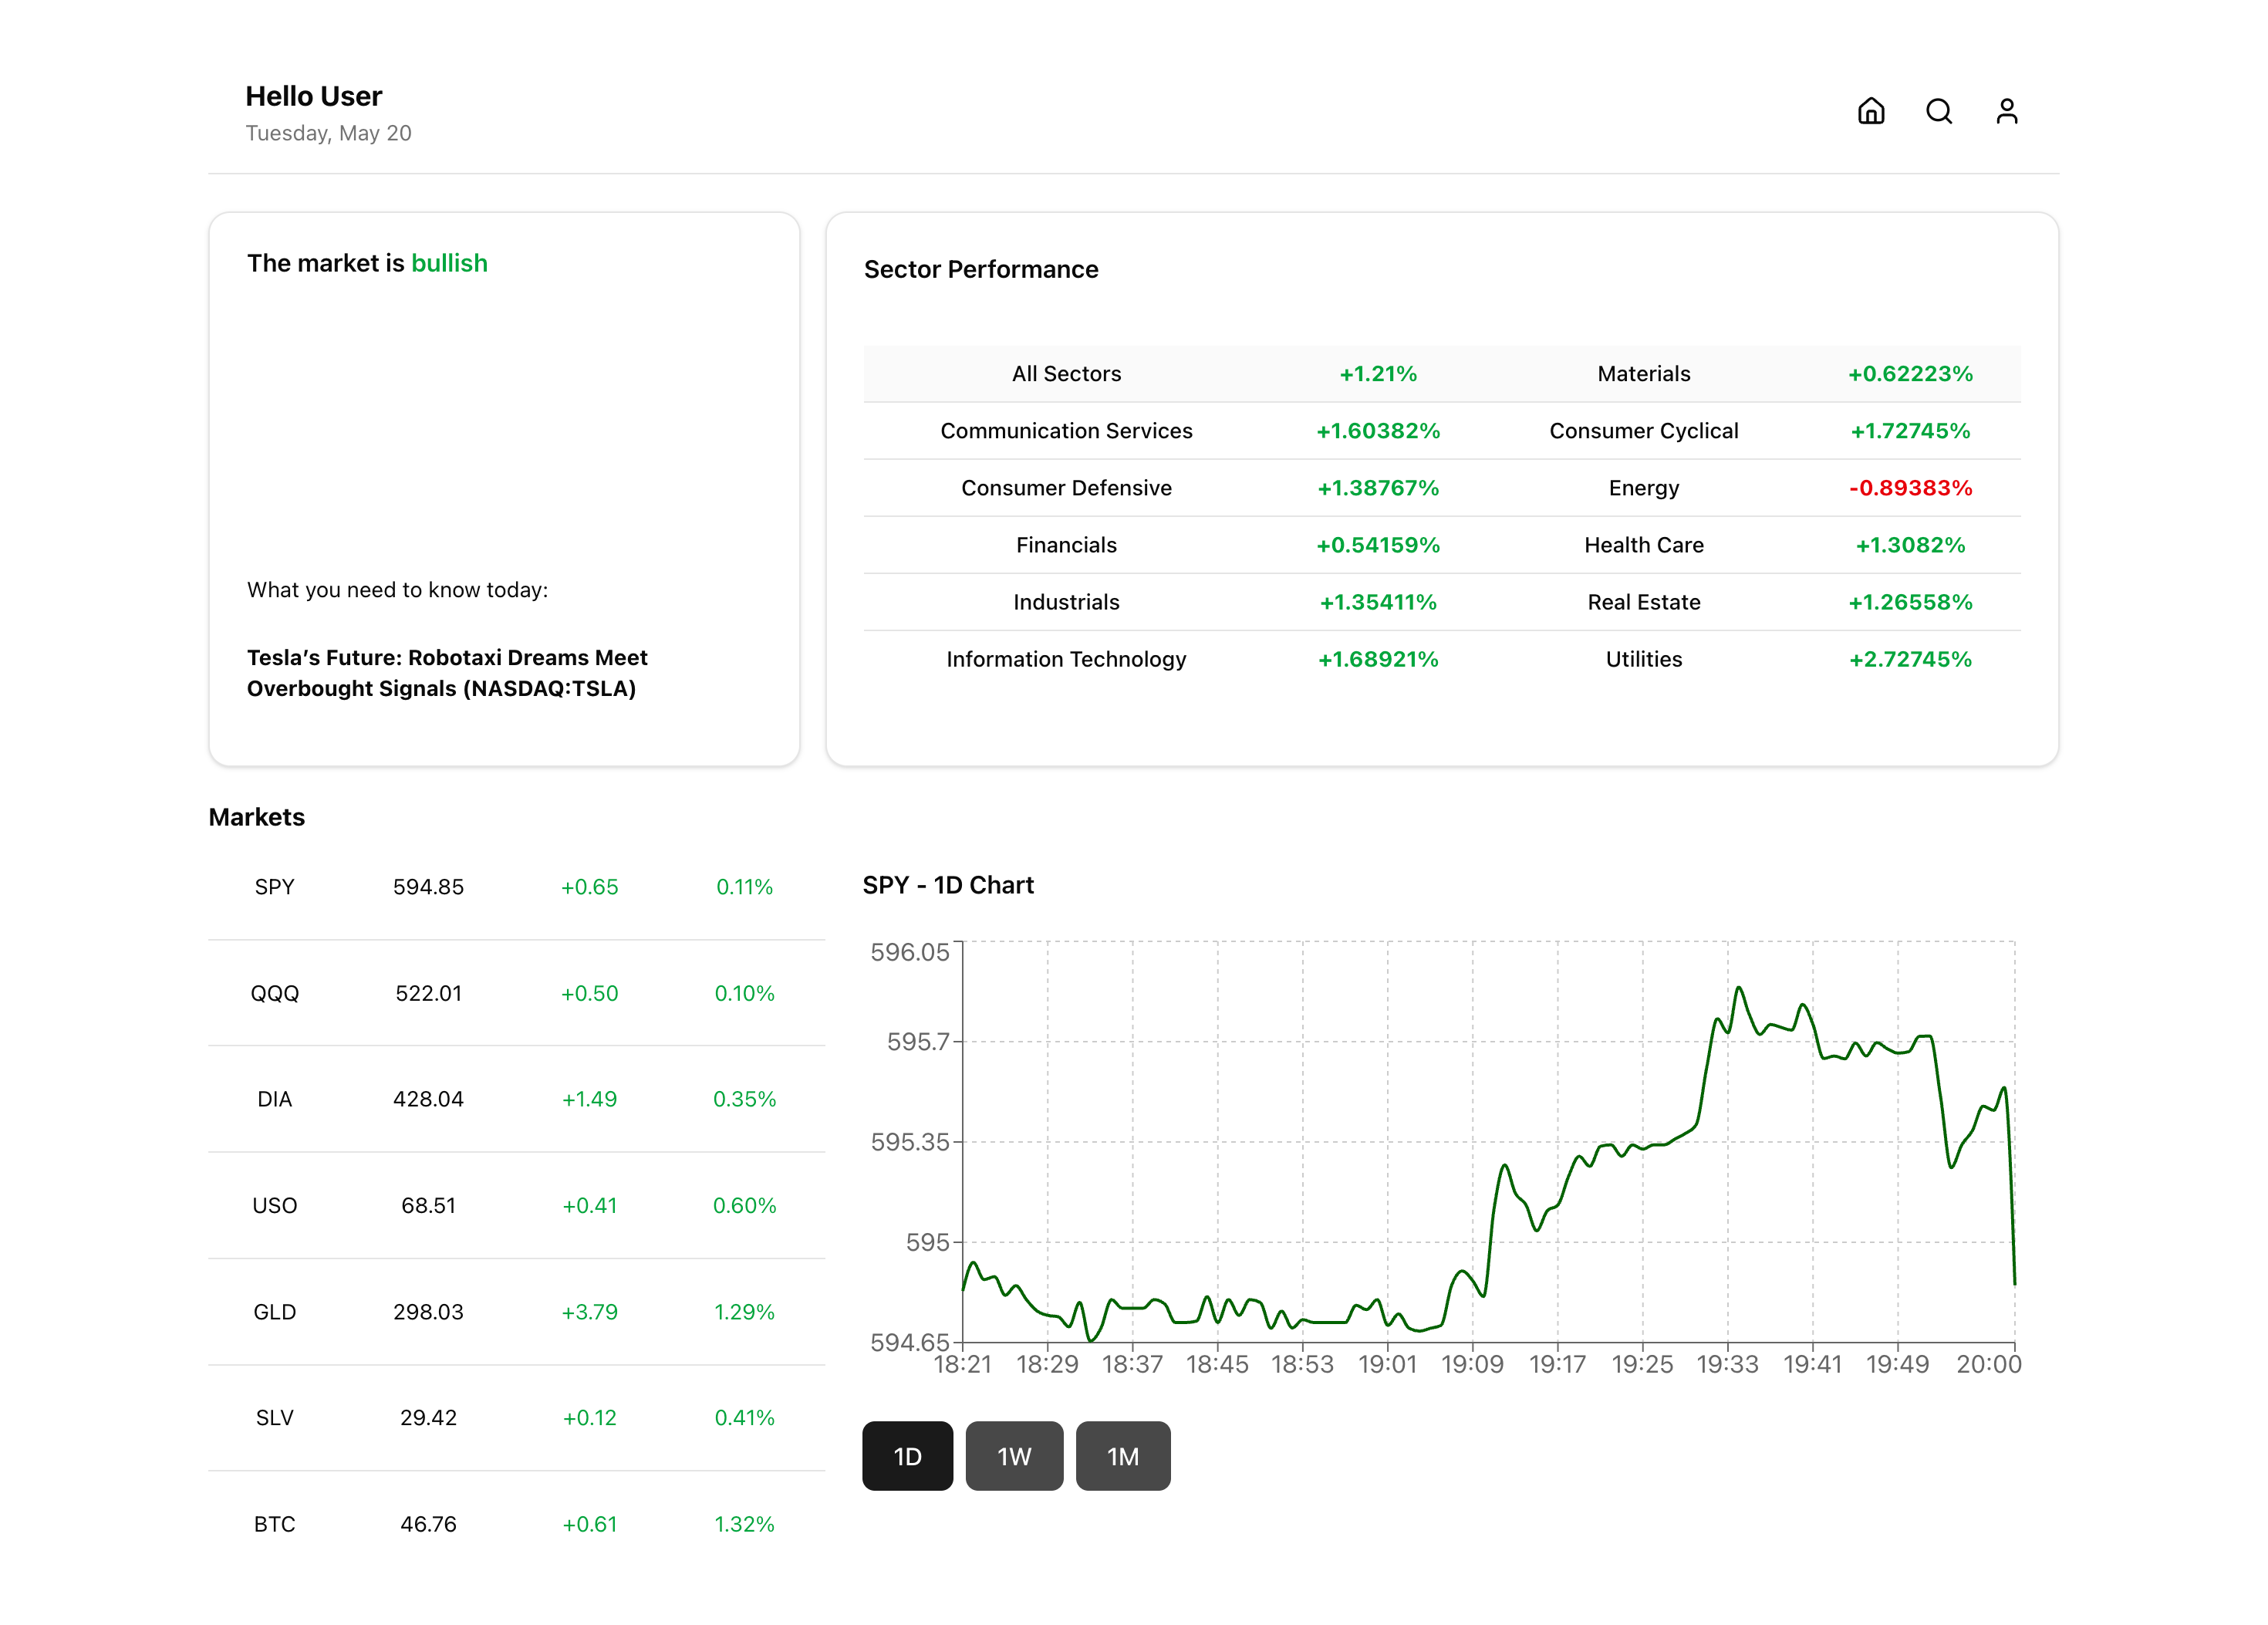 Hello User
Tuesday, May 20
The market is bullish
What you need to know today:
Tesla’s Future: Robotaxi Dreams Meet
Overbought Signals (NASDAQ:TSLA)
Sector Performance
All Sectors +1.21% Materials +0.62223%
Communication Services +1.60382% Consumer Cyclical +1.72745%
Consumer Defensive +1.38767% Energy -0.89383%
Financials +0.54159% Health Care +1.3082%
Industrials +1.35411% Real Estate +1.26558%
Information Technology +1.68921% Utilities +2.72745%
Markets
SPY 594.85 +0.65 0.11%
QQQ 522.01 +0.50 0.10%
DIA 428.04 +1.49 0.35%
USO 68.51 +0.41 0.60%
GLD 298.03 +3.79 1.29%
SLV 29.42 +0.12 0.41%
BTC 46.76 +0.61 1.32%
SPY - 1D Chart
596.05
595.7
595.35
595
594.65
18:21 18:29 18:37 18:45 18:53 19:01 19:09 19:17 19:25 19:33 19:41 19:49 20:00
1D 1W 1M